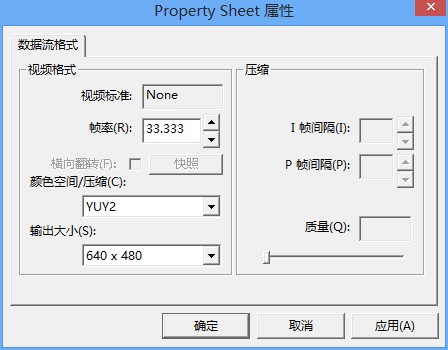 Property Sheet 属性
数据流格式
视频格式
视频标准: None
帧率(R): 33.333
横向翻转(F): 快照
颜色空间/压缩(C):
YUY2
输出大小(S):
640 x 480
压缩
I 帧间隔(I):
P 帧间隔(P):
质量(Q):
确定 取消 应用(A)